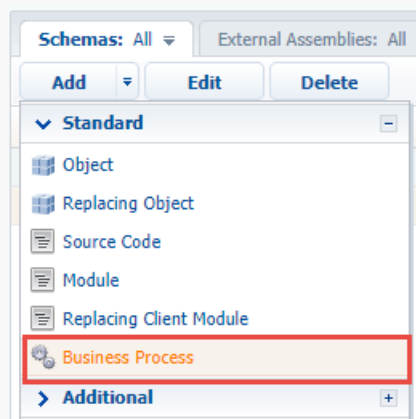 Schemas: All External Assemblies: All
Add Edit Delete
Standard
Object
Replacing Object
Source Code
Module
Replacing Client Module
Business Process
Additional